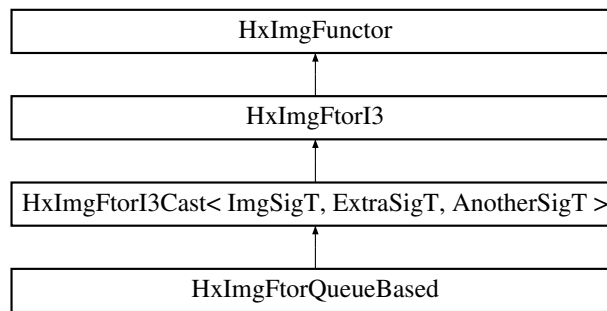 HxImgFunctor
HxImgFtorI3
HxImgFtorI3Cast< ImgSigT, ExtraSigT, AnotherSigT >
HxImgFtorQueueBased